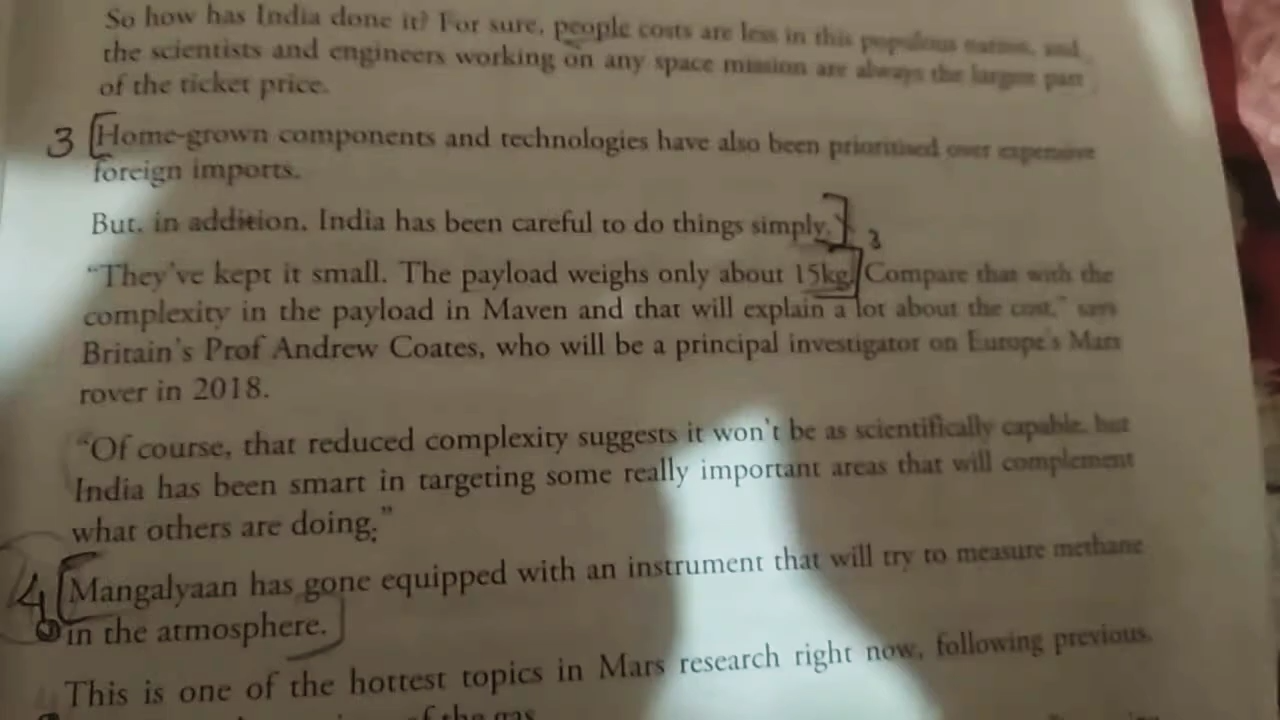 So how has India done it? For sure, people costs are less in this populous nation, and
the scientists and engineers working on any space mission are always the largest part
of the ticket price.
3 Home-grown components and technologies have also been prioritised over expensive
foreign imports.
But, in addition, India has been careful to do things simply. 3
"They've kept it small. The payload weighs only about 15kg. Compare that with the
complexity in the payload in Maven and that will explain a lot about the cost," says
Britain's Prof Andrew Coates, who will be a principal investigator on Europe's Mars
rover in 2018.
"Of course, that reduced complexity suggests it won't be as scientifically capable, but
India has been smart in targeting some really important areas that will complement
what others are doing."
4 Mangalyaan has gone equipped with an instrument that will try to measure methane
in the atmosphere.
This is one of the hottest topics in Mars research right now, following previous
of the gas